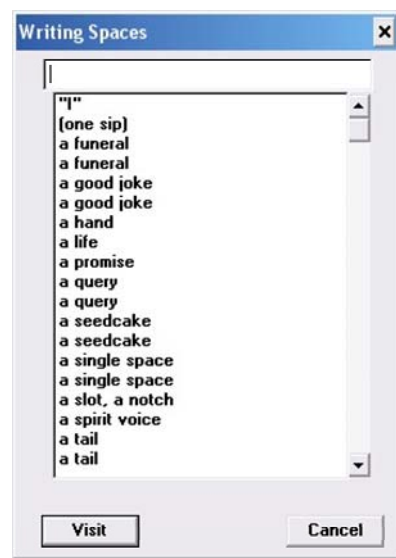 Writing Spaces
"I"
(one sip)
a funeral
a funeral
a good joke
a good joke
a hand
a life
a promise
a query
a query
a seedcake
a seedcake
a single space
a single space
a slot, a notch
a spirit voice
a tail
a tail
Visit
Cancel